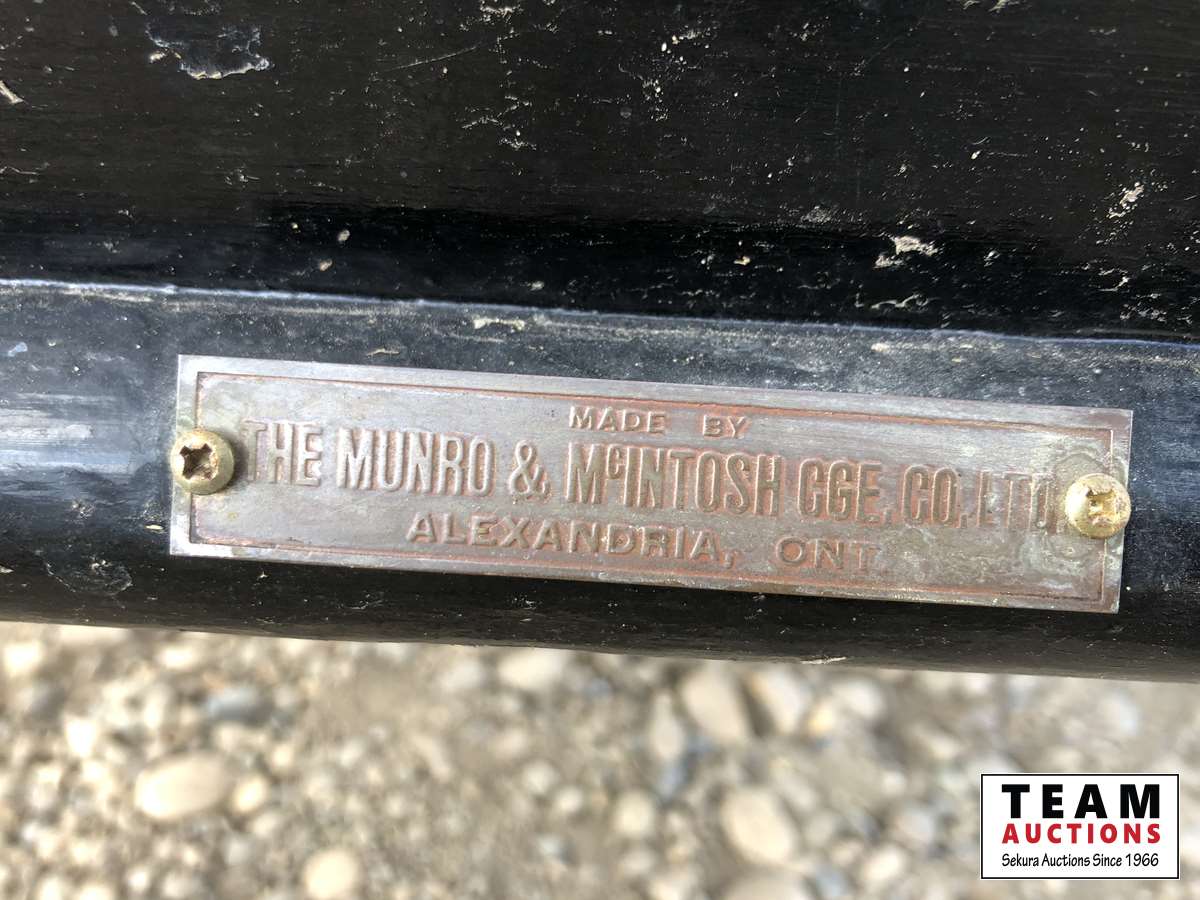 MADE BY
THE MUNRO & McINTOSH CGE. CO. LTD.
ALEXANDRIA, ONT.
TEAM
AUCTIONS
Sekura Auctions Since 1966